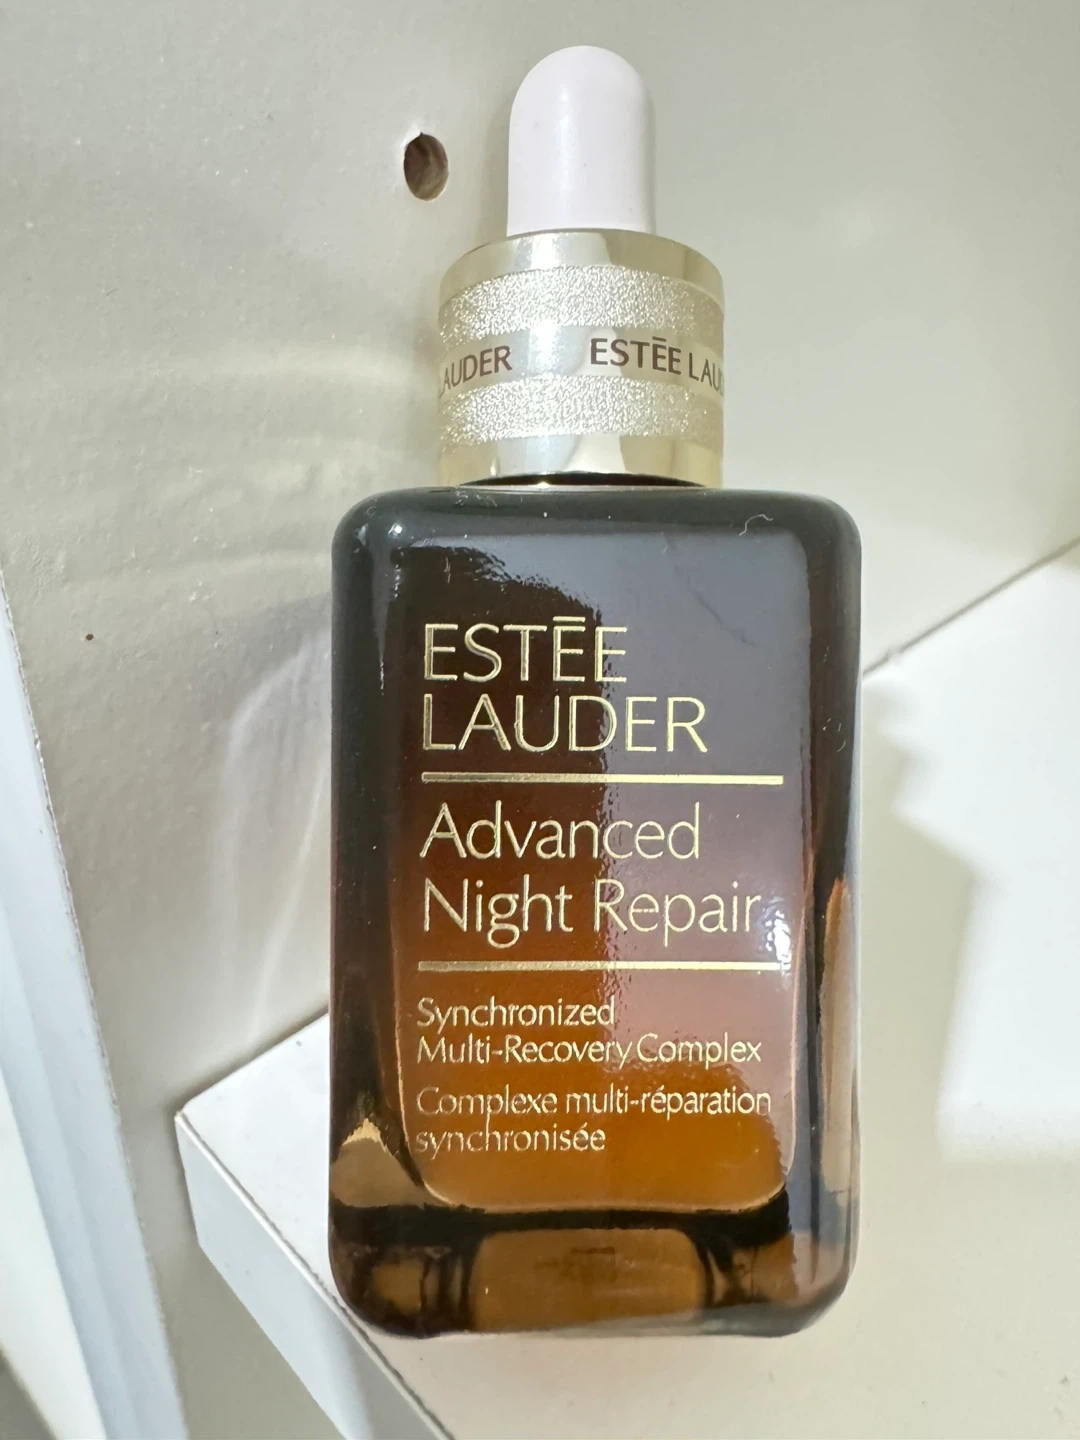 LAUDER ESTĒE LAU
ESTĒE
LAUDER
Advanced
Night Repair
Synchronized
Multi-Recovery Complex
Complexe multi-réparation
synchronisée